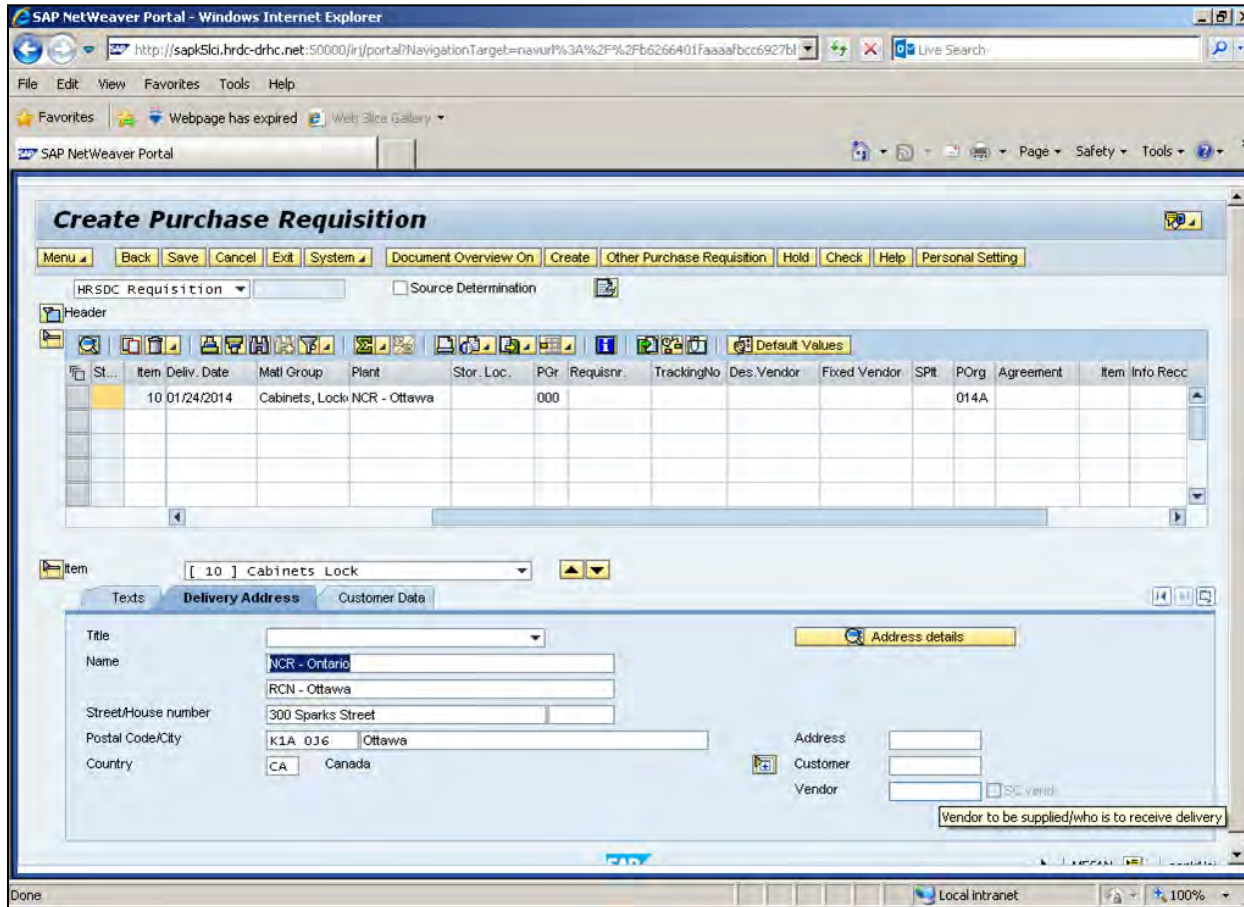 SAP NetWeaver Portal - Windows Internet Explorer
http://sapk5lci.hrdc-drhc.net:50000/irj/portal?NavigationTarget=navurl%3A%2F%2Fb6266401faaaafbcc6927bl
Live Search
File Edit View Favorites Tools Help
Favorites Webpage has expired Web Slice Gallery
SAP NetWeaver Portal Page Safety Tools
Create Purchase Requisition
Menu Back Save Cancel Exit System Document Overview On Create Other Purchase Requisition Hold Check Help Personal Setting
HRSDC Requisition Source Determination
Header
Default Values
St... Item Deliv. Date Matl Group Plant Stor. Loc. PGr Requisnr. TrackingNo Des.Vendor Fixed Vendor SPlt POrg Agreement Item Info Recc
10 01/24/2014 Cabinets, Lock NCR - Ottawa 000 014A
Item [ 10 ] Cabinets Lock
Texts Delivery Address Customer Data
Title Address details
Name NCR - Ontario
RCN - Ottawa
Street/House number 300 Sparks Street
Postal Code/City K1A 0J6 Ottawa Address
Country CA Canada Customer
Vendor SC vend
Vendor to be supplied/who is to receive delivery
SAP
Done Local intranet 100%